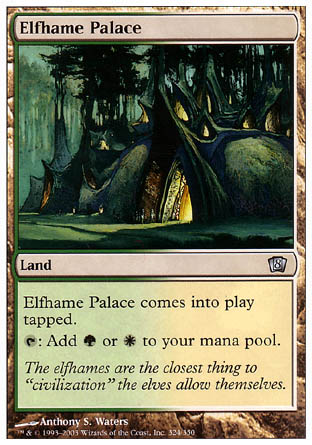 Elfhame Palace
Land
8
Elfhame Palace comes into play
tapped.
: Add or to your mana pool.
The elfhames are the closest thing to
"civilization" the elves allow themselves.
Anthony S. Waters
™ & © 1993–2003 Wizards of the Coast, Inc. 324/350